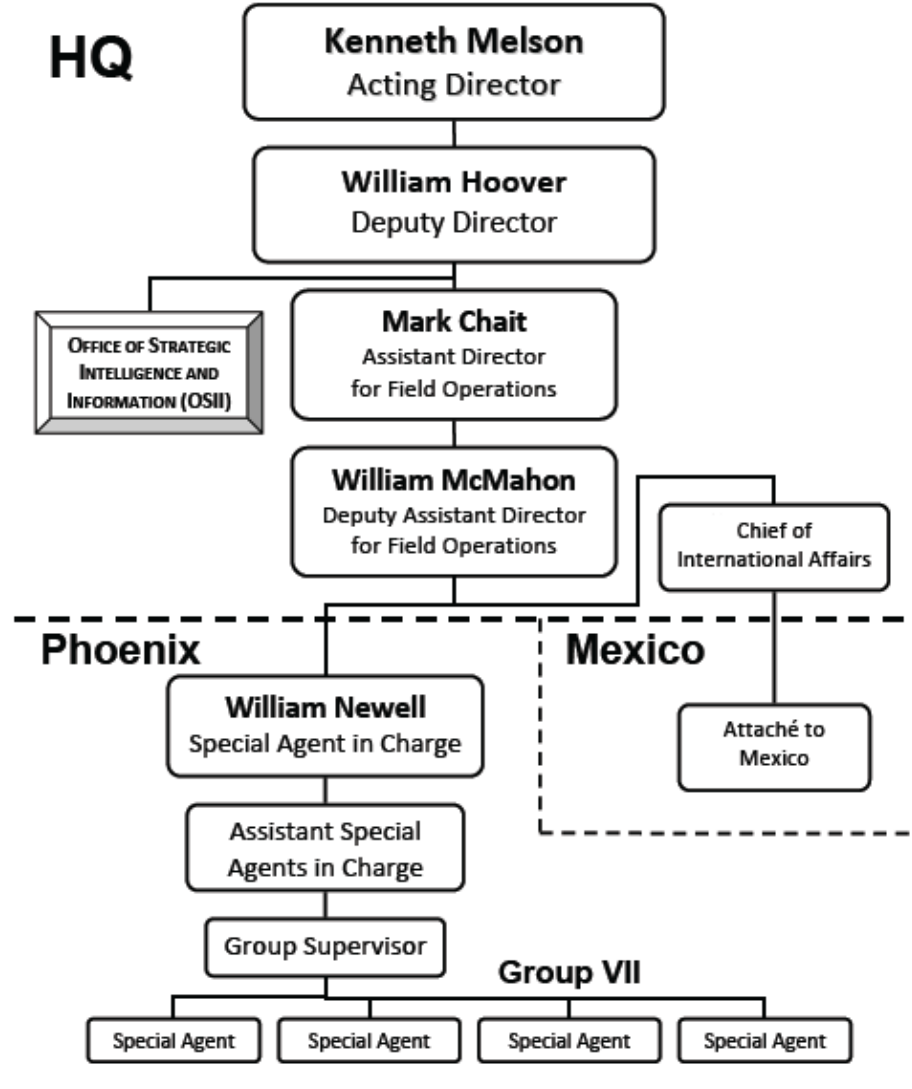 HQ
Kenneth Melson
Acting Director
William Hoover
Deputy Director
OFFICE OF STRATEGIC
INTELLIGENCE AND
INFORMATION (OSII)
Mark Chait
Assistant Director
for Field Operations
William McMahon
Deputy Assistant Director
for Field Operations
Chief of
International Affairs
Phoenix
Mexico
William Newell
Special Agent in Charge
Attaché to
Mexico
Assistant Special
Agents in Charge
Group Supervisor
Group VII
Special Agent
Special Agent
Special Agent
Special Agent